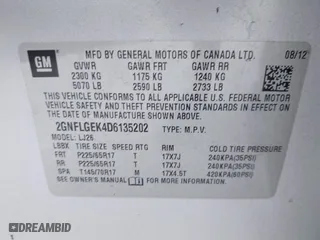 GM
MFD BY GENERAL MOTORS OF CANADA LTD. 08/12
GVWR GAWR FRT GAWR RR
2300 KG 1175 KG 1240 KG
5070 LB 2590 LB 2733 LB
THIS VEHICLE CONFORMS TO ALL APPLICABLE U.S. FEDERAL MOTOR VEHICLE SAFETY AND THEFT PREVENTION STANDARDS IN EFFECT ON THE DATE OF MANUFACTURE SHOWN ABOVE.
2GNFLGEK4D6135202 TYPE: M.P.V.
MODEL: LJ26
TIRE SIZE SPEED RTG RIM COLD TIRE PRESSURE
FRT P225/65R17 T 17X7J 240KPA(35PSI)
RR P225/65R17 T 17X7J 240KPA(35PSI)
SPA T145/70R17 M 17X4.5T 420KPA(60PSI)
SEE OWNER'S MANUAL FOR ADDITIONAL INFORMATION.